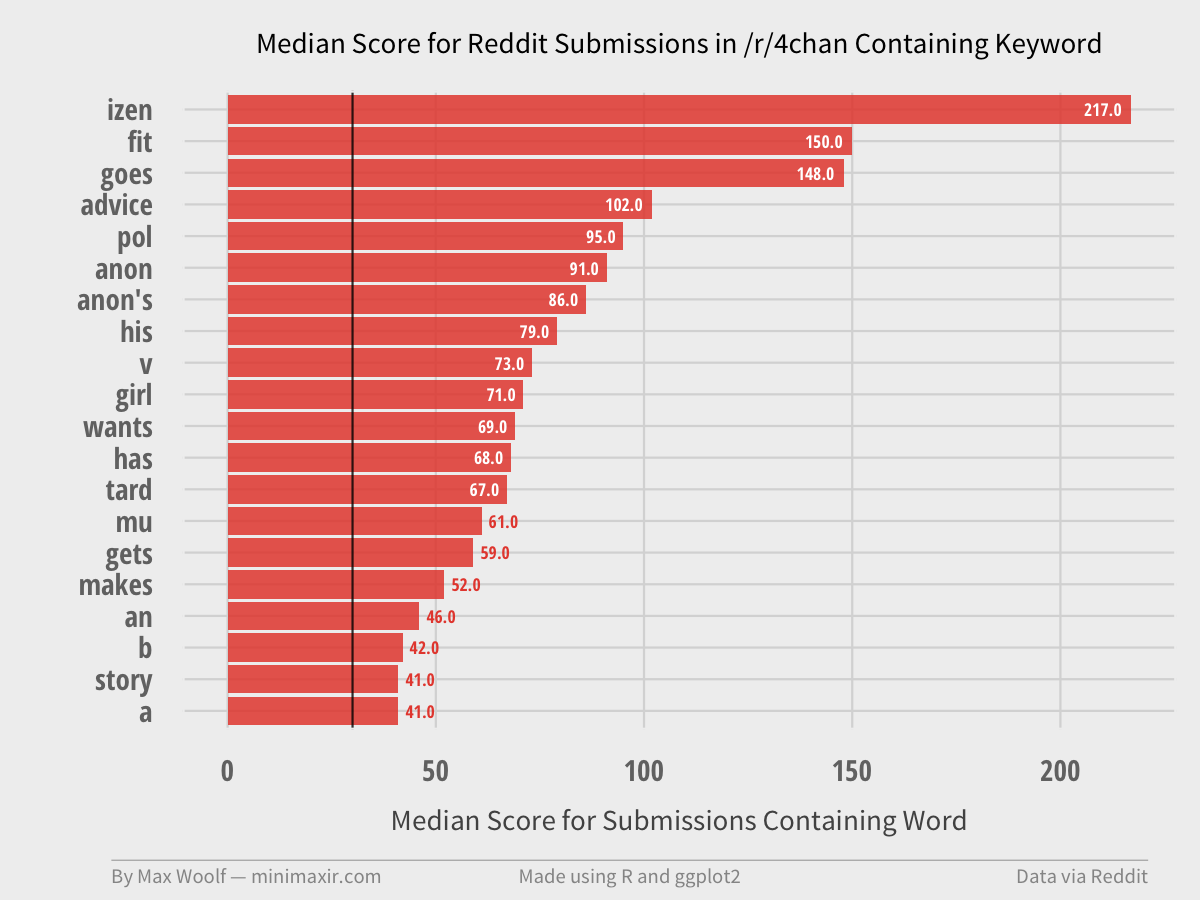 Median Score for Reddit Submissions in /r/4chan Containing Keyword
izen 217.0
fit 150.0
goes 148.0
advice 102.0
pol 95.0
anon 91.0
anon's 86.0
his 79.0
v 73.0
girl 71.0
wants 69.0
has 68.0
tard 67.0
mu 61.0
gets 59.0
makes 52.0
an 46.0
b 42.0
story 41.0
a 41.0
0 50 100 150 200
Median Score for Submissions Containing Word
By Max Woolf — minimaxir.com Made using R and ggplot2 Data via Reddit